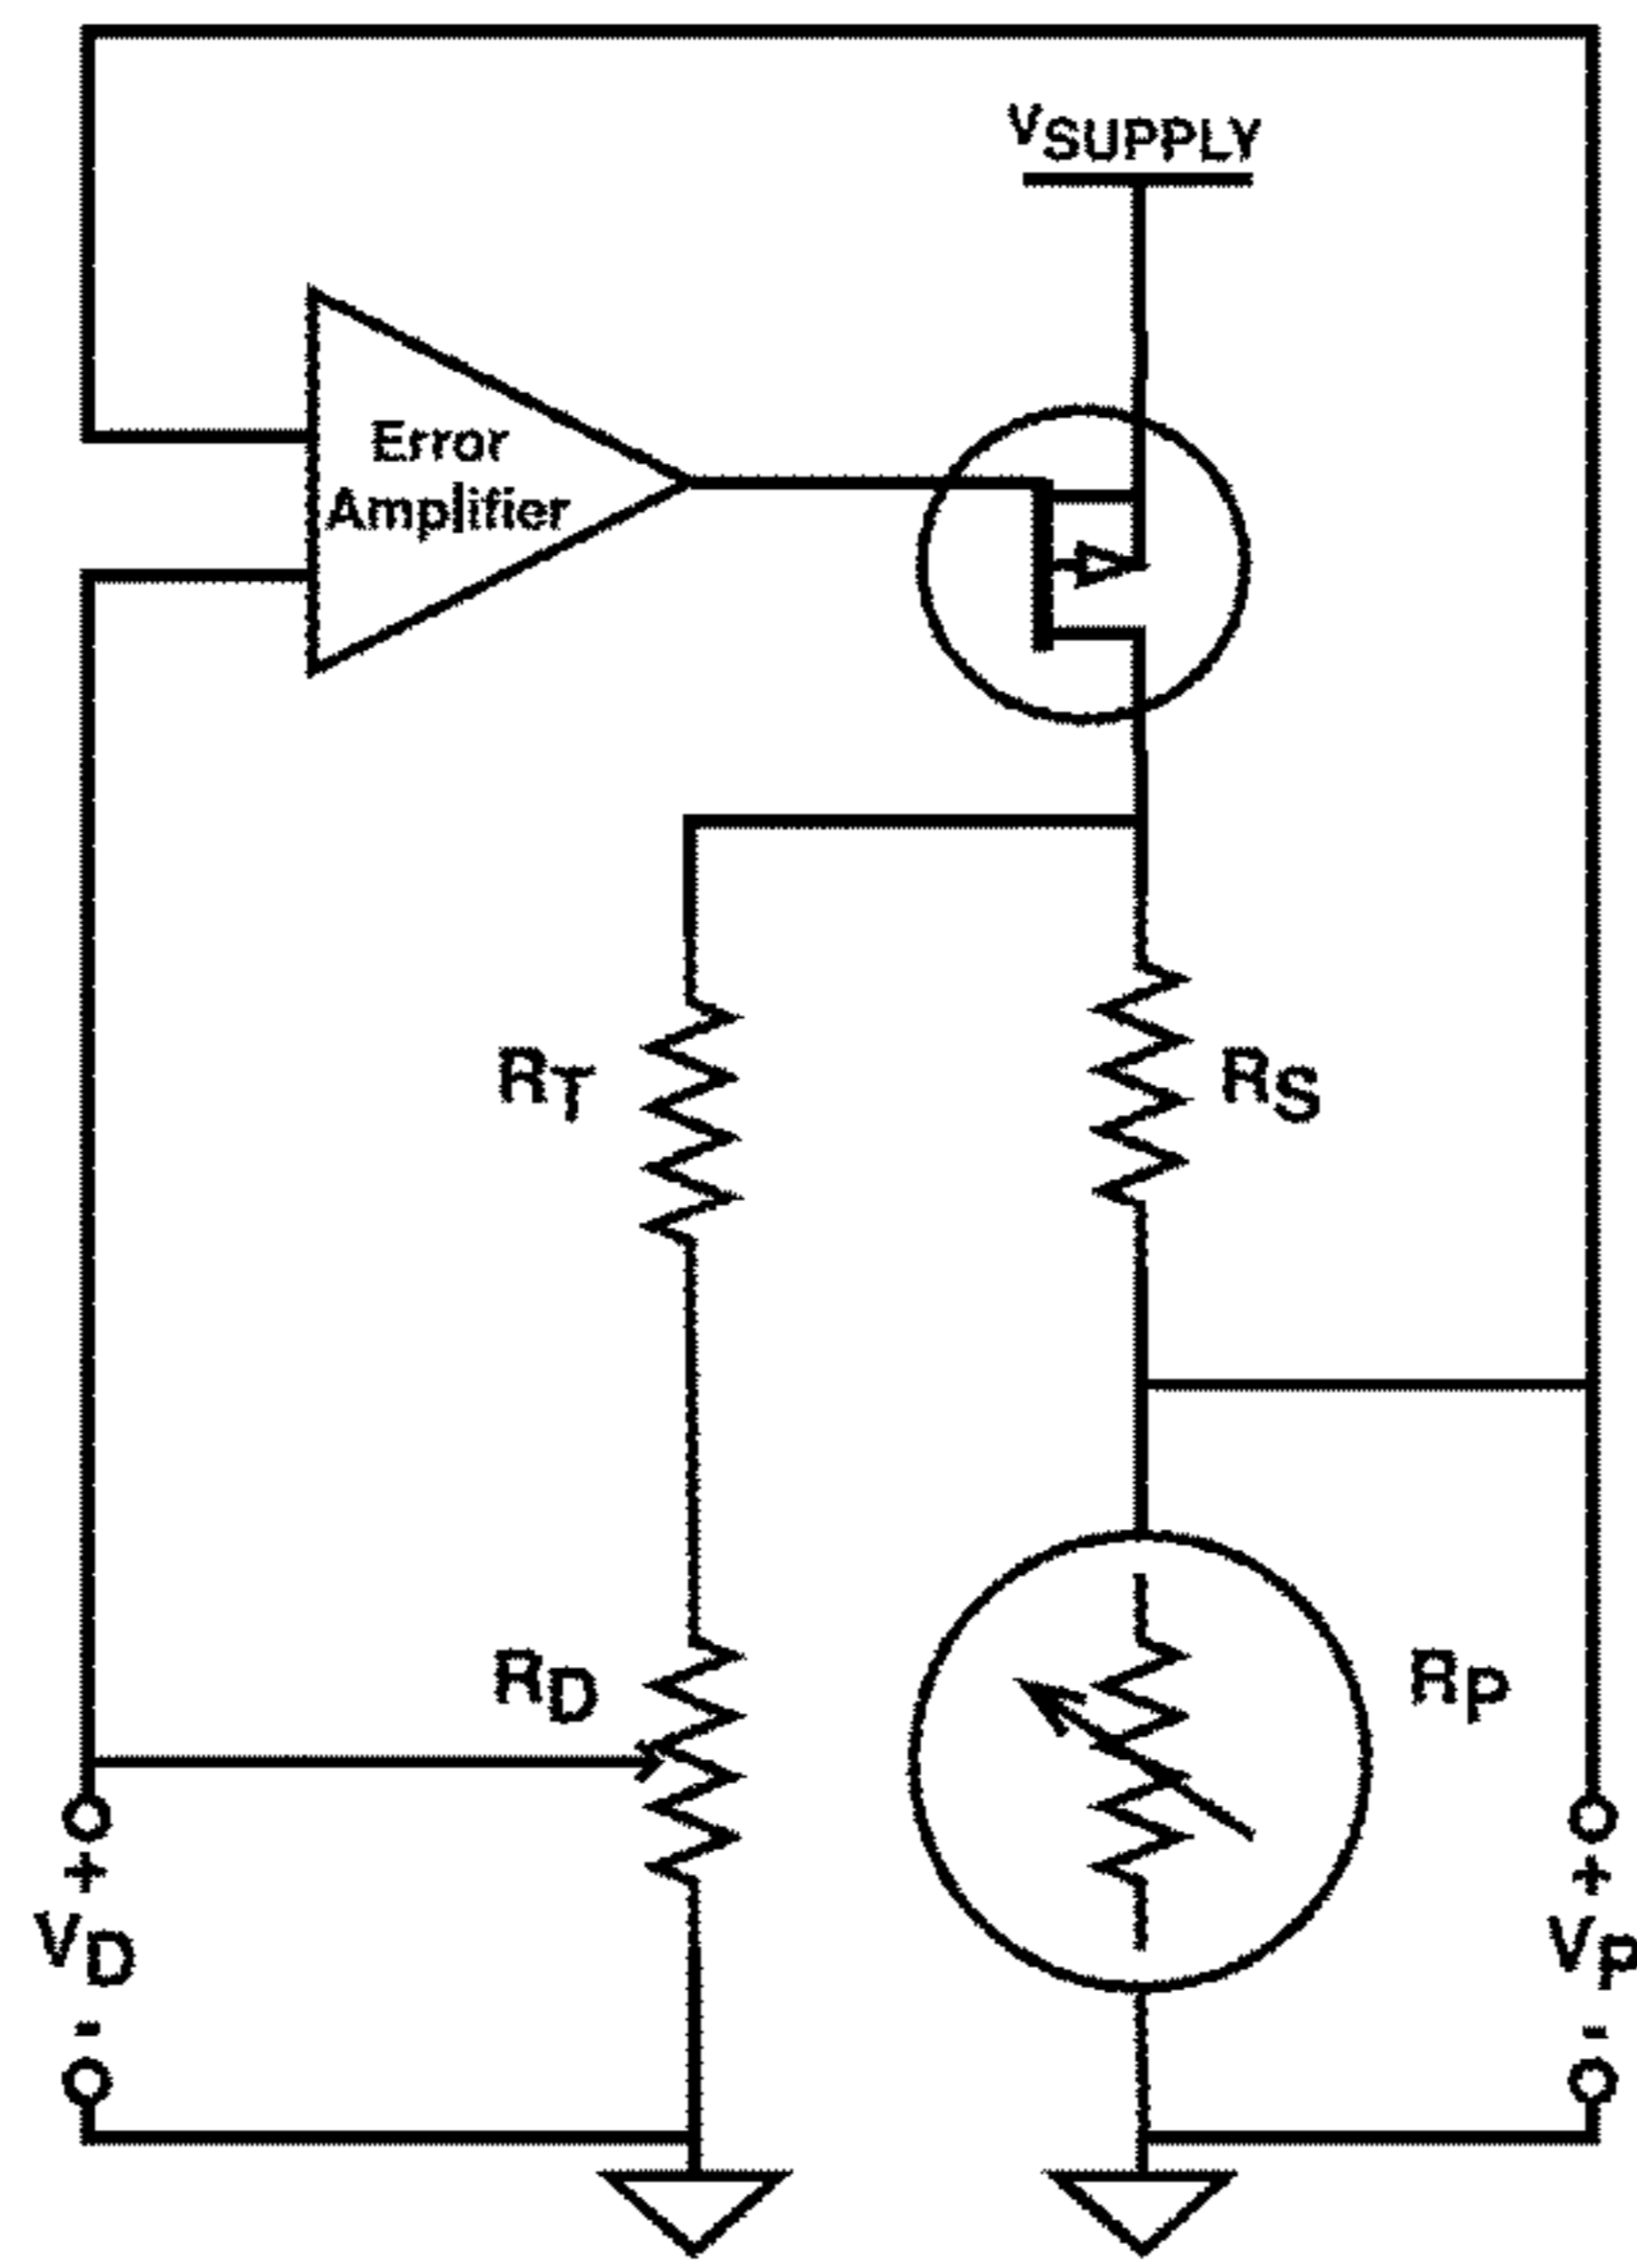 VSUPPLY
Error
Amplifier
RT
RS
RD
RP
+
VD
-
+
VP
-